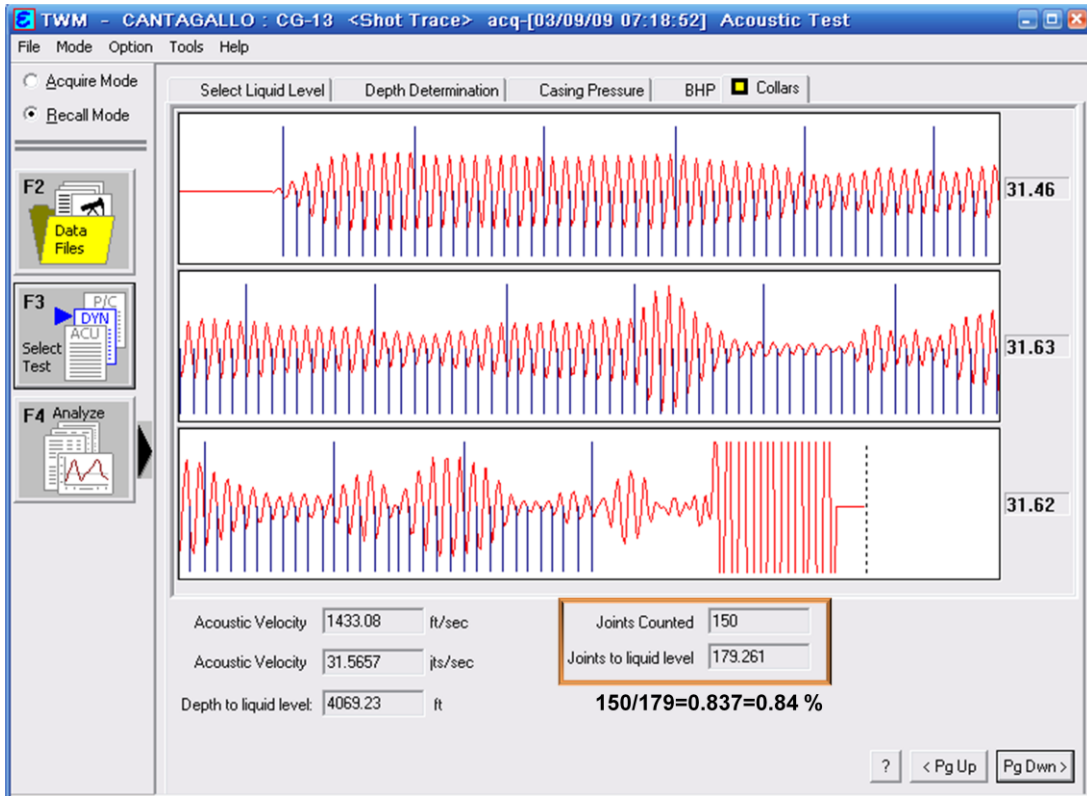 TWM - CANTAGALLO : CG-13 <Shot Trace> acq-[03/09/09 07:18:52] Acoustic Test
File Mode Option Tools Help
Acquire Mode
Recall Mode
F2
Data
Files
F3
P/C
DYN
ACU
Select
Test
F4 Analyze
Select Liquid Level Depth Determination Casing Pressure BHP Collars
31.46
31.63
31.62
Acoustic Velocity 1433.08 ft/sec
Acoustic Velocity 31.5657 jts/sec
Depth to liquid level: 4069.23 ft
Joints Counted 150
Joints to liquid level 179.261
150/179=0.837=0.84 %
? < Pg Up Pg Dwn >